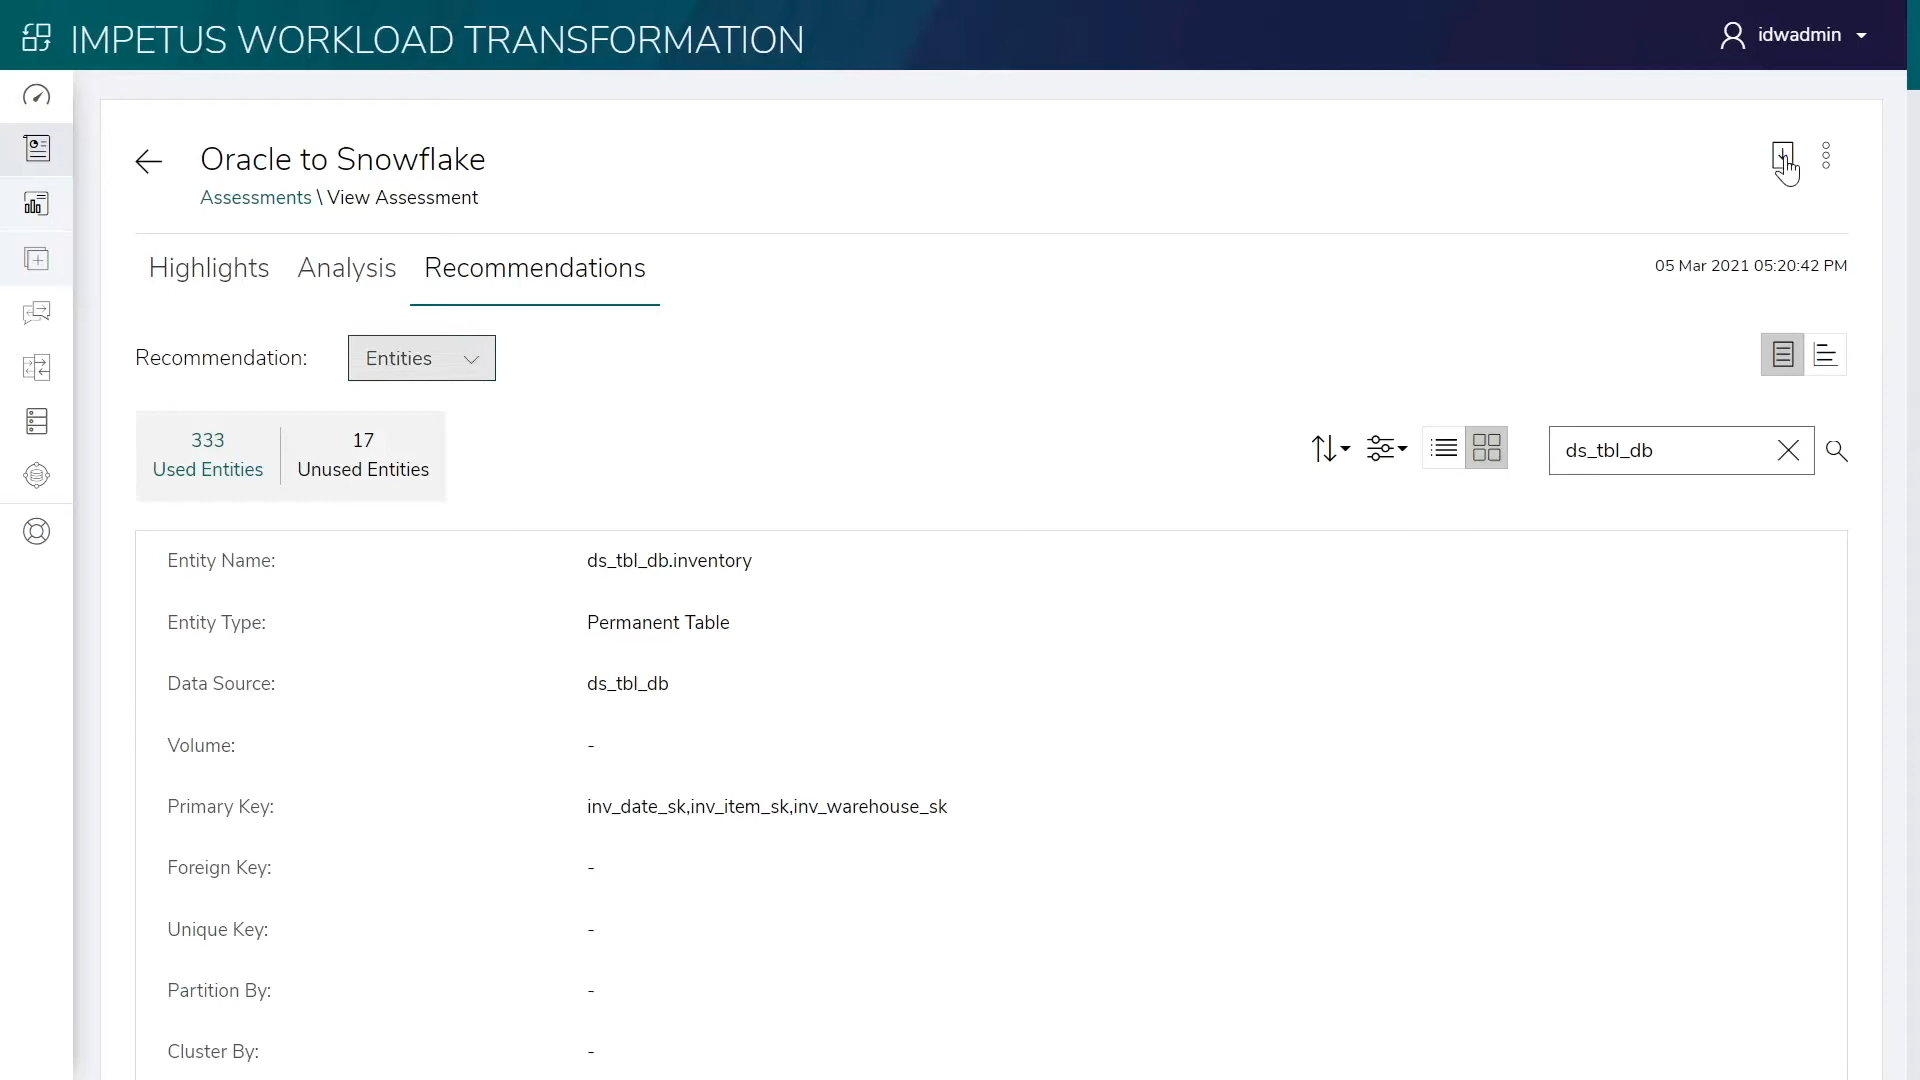 IMPETUS WORKLOAD TRANSFORMATION
idwadmin
Oracle to Snowflake
Assessments \ View Assessment
Highlights Analysis Recommendations
05 Mar 2021 05:20:42 PM
Recommendation: Entities
333 17
Used Entities Unused Entities
ds_tbl_db
Entity Name: ds_tbl_db.inventory
Entity Type: Permanent Table
Data Source: ds_tbl_db
Volume: -
Primary Key: inv_date_sk,inv_item_sk,inv_warehouse_sk
Foreign Key: -
Unique Key: -
Partition By: -
Cluster By: -